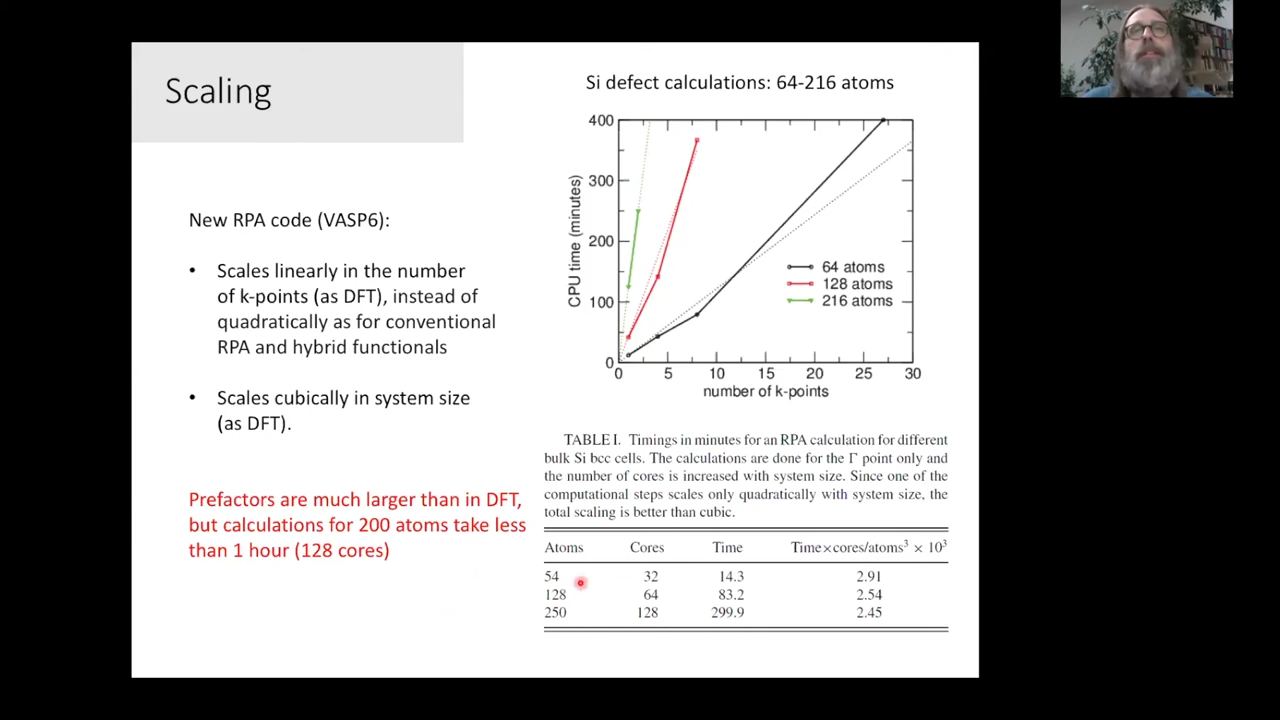 Scaling
New RPA code (VASP6):
• Scales linearly in the number
of k-points (as DFT), instead of
quadratically as for conventional
RPA and hybrid functionals
• Scales cubically in system size
(as DFT).
Prefactors are much larger than in DFT,
but calculations for 200 atoms take less
than 1 hour (128 cores)
Si defect calculations: 64-216 atoms
CPU time (minutes)
400
300
200
100
0
0 5 10 15 20 25 30
number of k-points
64 atoms
128 atoms
216 atoms
TABLE I. Timings in minutes for an RPA calculation for different
bulk Si bcc cells. The calculations are done for the Γ point only and
the number of cores is increased with system size. Since one of the
computational steps scales only quadratically with system size, the
total scaling is better than cubic.
Atoms Cores Time Time×cores/atoms³ × 10³
54 32 14.3 2.91
128 64 83.2 2.54
250 128 299.9 2.45